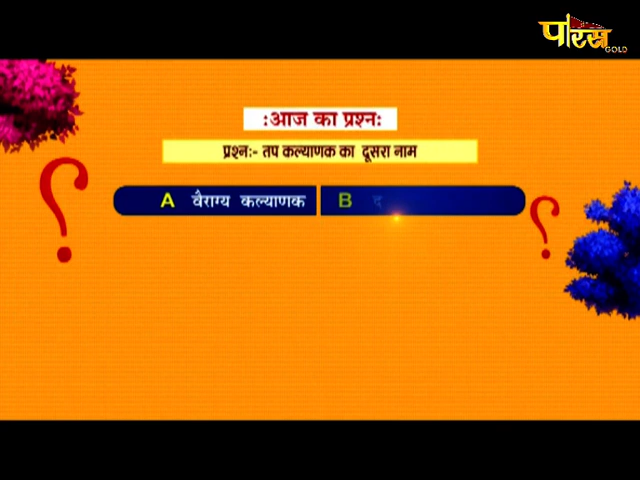 पारस
GOLD
:आज का प्रश्न:
प्रश्न:- तप कल्याणक का दूसरा नाम
A वैराग्य कल्याणक B द